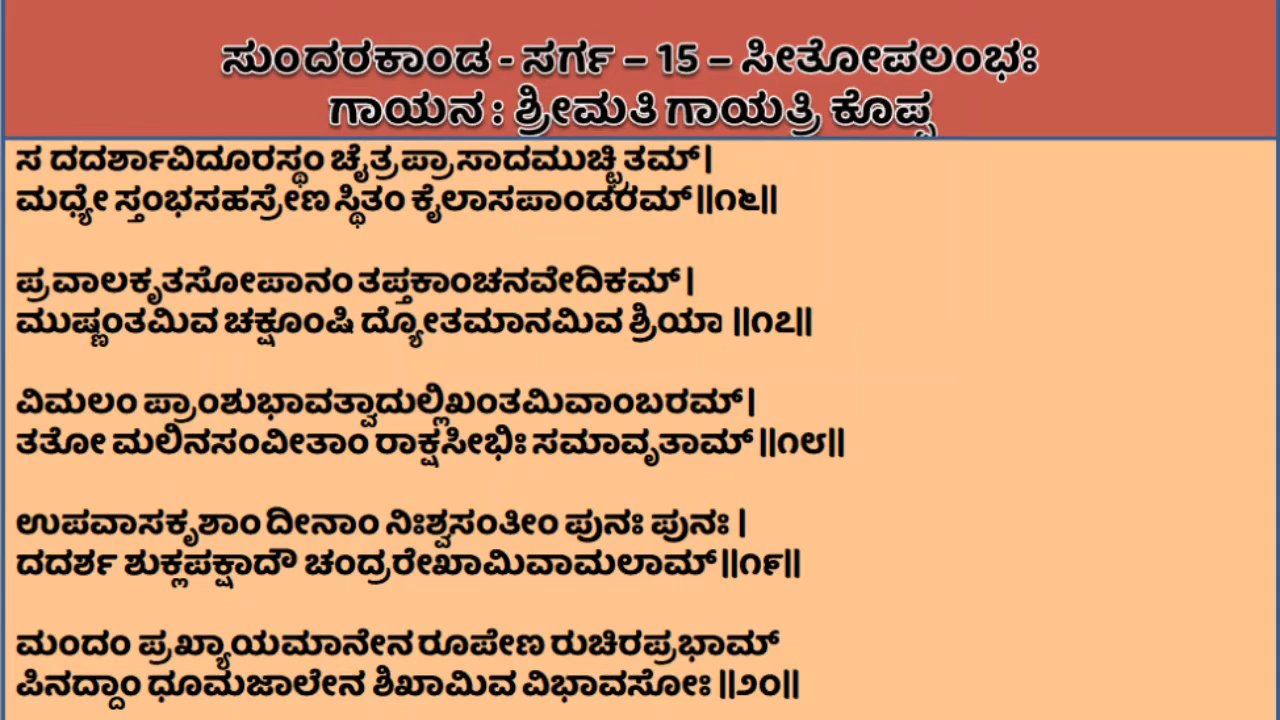 ಸುಂದರಕಾಂಡ - ಸರ್ಗ – 15 – ಸೀತೋಪಲಂಭಃ
ಗಾಯನ : ಶ್ರೀಮತಿ ಗಾಯತ್ರಿ ಕೊಪ್ಪ
ಸ ದದರ್ಶಾವಿದೂರಸ್ಥಂ ಚೈತ್ರಪ್ರಾಸಾದಮುಚ್ಛ್ರಿತಮ್|
ಮಧ್ಯೇ ಸ್ತಂಭಸಹಸ್ರೇಣ ಸ್ಥಿತಂ ಕೈಲಾಸಪಾಂಡರಮ್||೧೬||
ಪ್ರವಾಲಕೃತಸೋಪಾನಂ ತಪ್ತಕಾಂಚನವೇದಿಕಮ್|
ಮುಷ್ಣಂತಮಿವ ಚಕ್ಷೂಂಷಿ ದ್ಯೋತಮಾನಮಿವ ಶ್ರಿಯಾ ||೧೭||
ವಿಮಲಂ ಪ್ರಾಂಶುಭಾವತ್ವಾದುಲ್ಲಿಖಂತಮಿವಾಂಬರಮ್|
ತತೋ ಮಲಿನಸಂವೀತಾಂ ರಾಕ್ಷಸೀಭಿಃ ಸಮಾವೃತಾಮ್||೧೮||
ಉಪವಾಸಕೃಶಾಂ ದೀನಾಂ ನಿಃಶ್ವಸಂತೀಂ ಪುನಃ ಪುನಃ |
ದದರ್ಶ ಶುಕ್ಲಪಕ್ಷಾದೌ ಚಂದ್ರರೇಖಾಮಿವಾಮಲಾಮ್||೧೯||
ಮಂದಂ ಪ್ರಖ್ಯಾಯಮಾನೇನ ರೂಪೇಣ ರುಚಿರಪ್ರಭಾಮ್
ಪಿನದ್ದಾಂ ಧೂಮಜಾಲೇನ ಶಿಖಾಮಿವ ವಿಭಾವಸೋಃ ||೨೦||